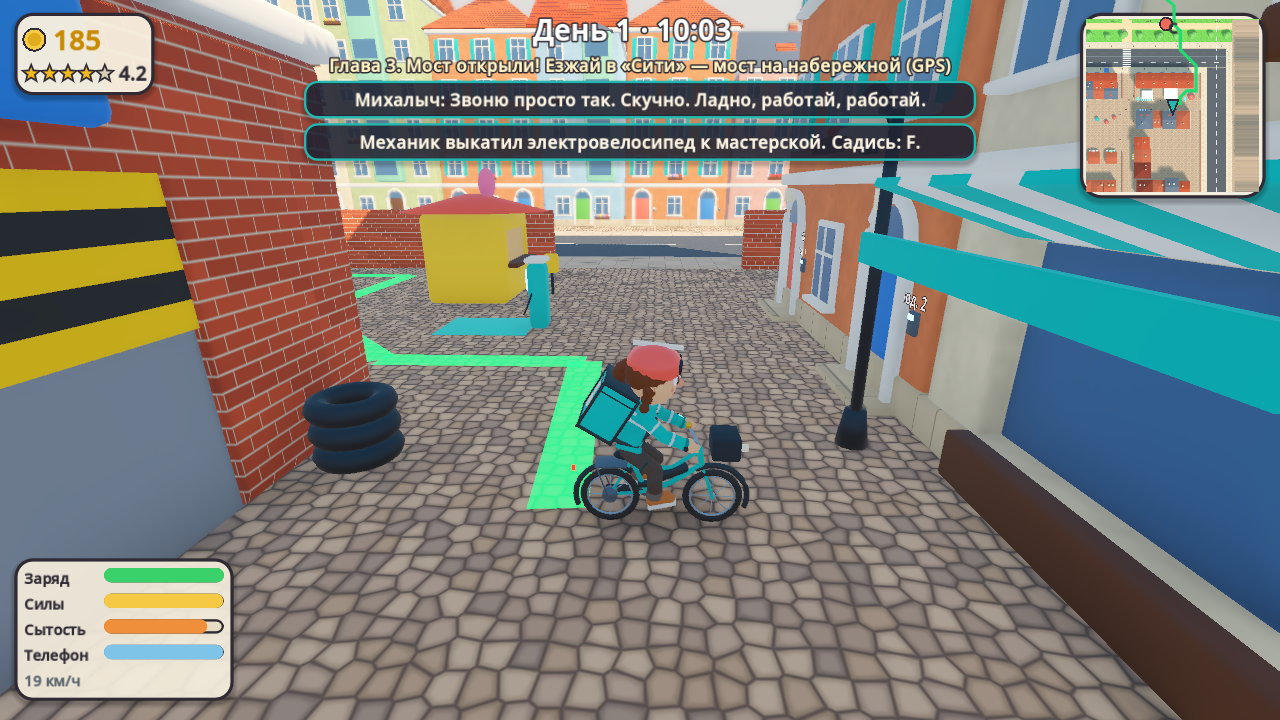 185
4.2
День 1 · 10:03
Глава 3. Мост открыли! Езжай в «Сити» — мост на набережной (GPS)
Михалыч: Звоню просто так. Скучно. Ладно, работай, работай.
Механик выкатил электровелосипед к мастерской. Садись: F.
Заряд
Силы
Сытость
Телефон
19 км/ч